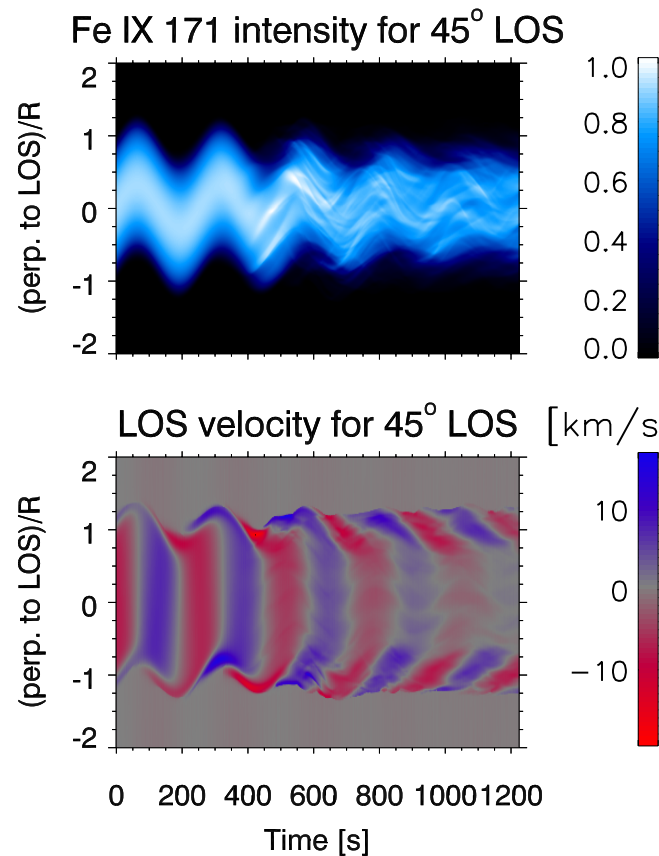 Fe IX 171 intensity for 45° LOS
(perp. to LOS)/R
2
1
0
-1
-2
1.0
0.8
0.6
0.4
0.2
0.0
LOS velocity for 45° LOS
[km/s
(perp. to LOS)/R
2
1
0
-1
-2
10
0
-10
0 200 400 600 800 1000 1200
Time [s]